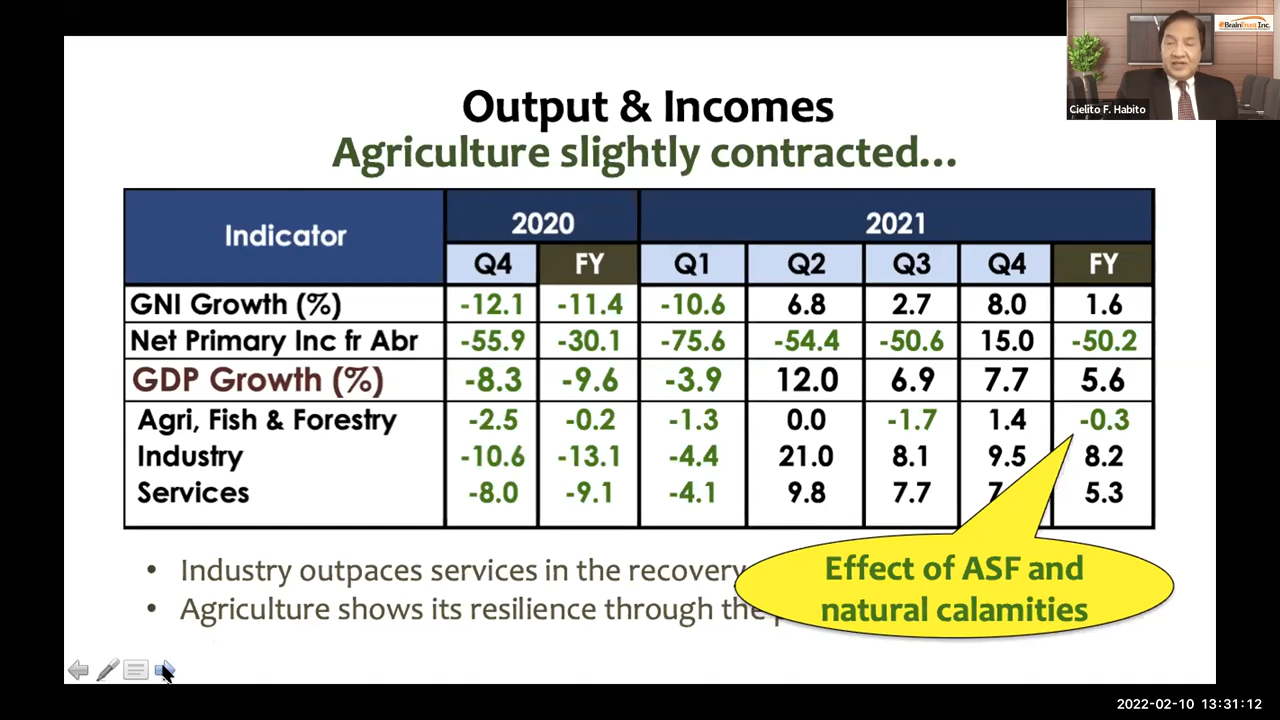 BrainTrust Inc.
Cielito F. Habito
Output & Incomes
Agriculture slightly contracted…
Indicator 2020 2021
Q4 FY Q1 Q2 Q3 Q4 FY
GNI Growth (%) -12.1 -11.4 -10.6 6.8 2.7 8.0 1.6
Net Primary Inc fr Abr -55.9 -30.1 -75.6 -54.4 -50.6 15.0 -50.2
GDP Growth (%) -8.3 -9.6 -3.9 12.0 6.9 7.7 5.6
Agri, Fish & Forestry -2.5 -0.2 -1.3 0.0 -1.7 1.4 -0.3
Industry -10.6 -13.1 -4.4 21.0 8.1 9.5 8.2
Services -8.0 -9.1 -4.1 9.8 7.7 7. 5.3
• Industry outpaces services in the recovery
• Agriculture shows its resilience through the
Effect of ASF and
natural calamities
2022-02-10 13:31:12